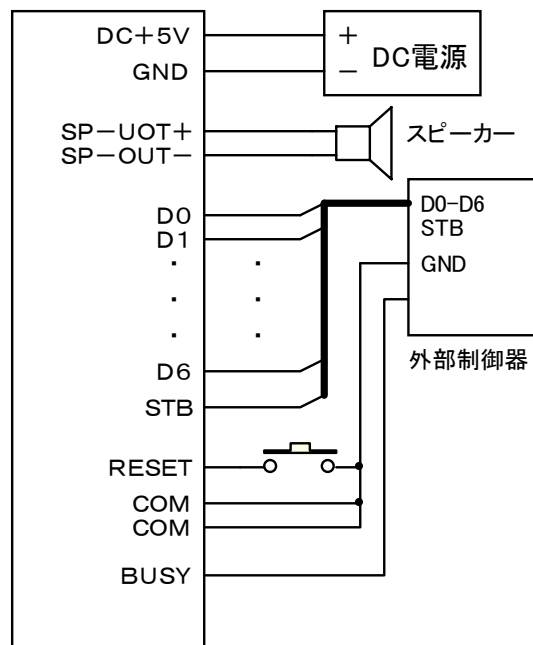 DC+5V
GND
+
−
DC電源
SP−UOT+
SP−OUT−
スピーカー
D0
D1
D6
STB
D0-D6
STB
GND
外部制御器
RESET
COM
COM
BUSY